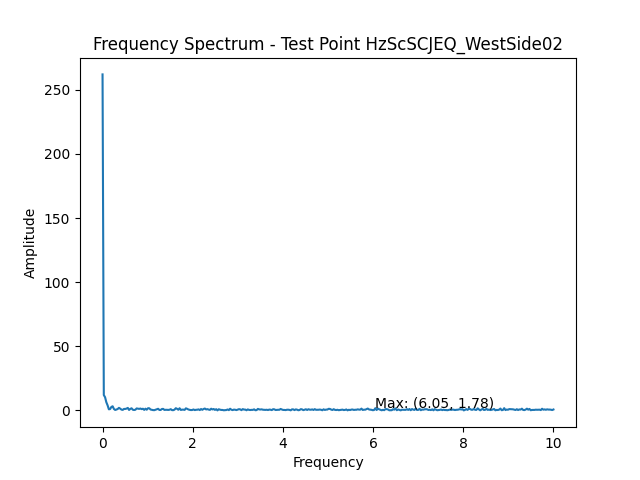 Frequency Spectrum - Test Point HzScSCJEQ_WestSide02
250
200
150
100
50
0
Amplitude
Max: (6.05, 1.78)
0 2 4 6 8 10
Frequency